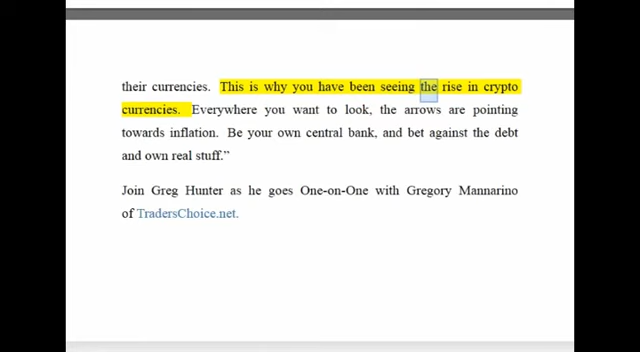 their currencies. This is why you have been seeing the rise in crypto
currencies. Everywhere you want to look, the arrows are pointing
towards inflation. Be your own central bank, and bet against the debt
and own real stuff.”
Join Greg Hunter as he goes One-on-One with Gregory Mannarino
of TradersChoice.net.